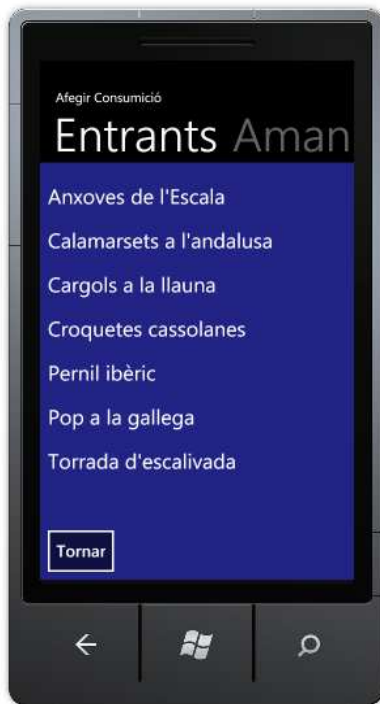 Afegir Consumició
Entrants Aman
Anxoves de l'Escala
Calamarsets a l'andalusa
Cargols a la llauna
Croquetes cassolanes
Pernil ibèric
Pop a la gallega
Torrada d'escalivada
Tornar